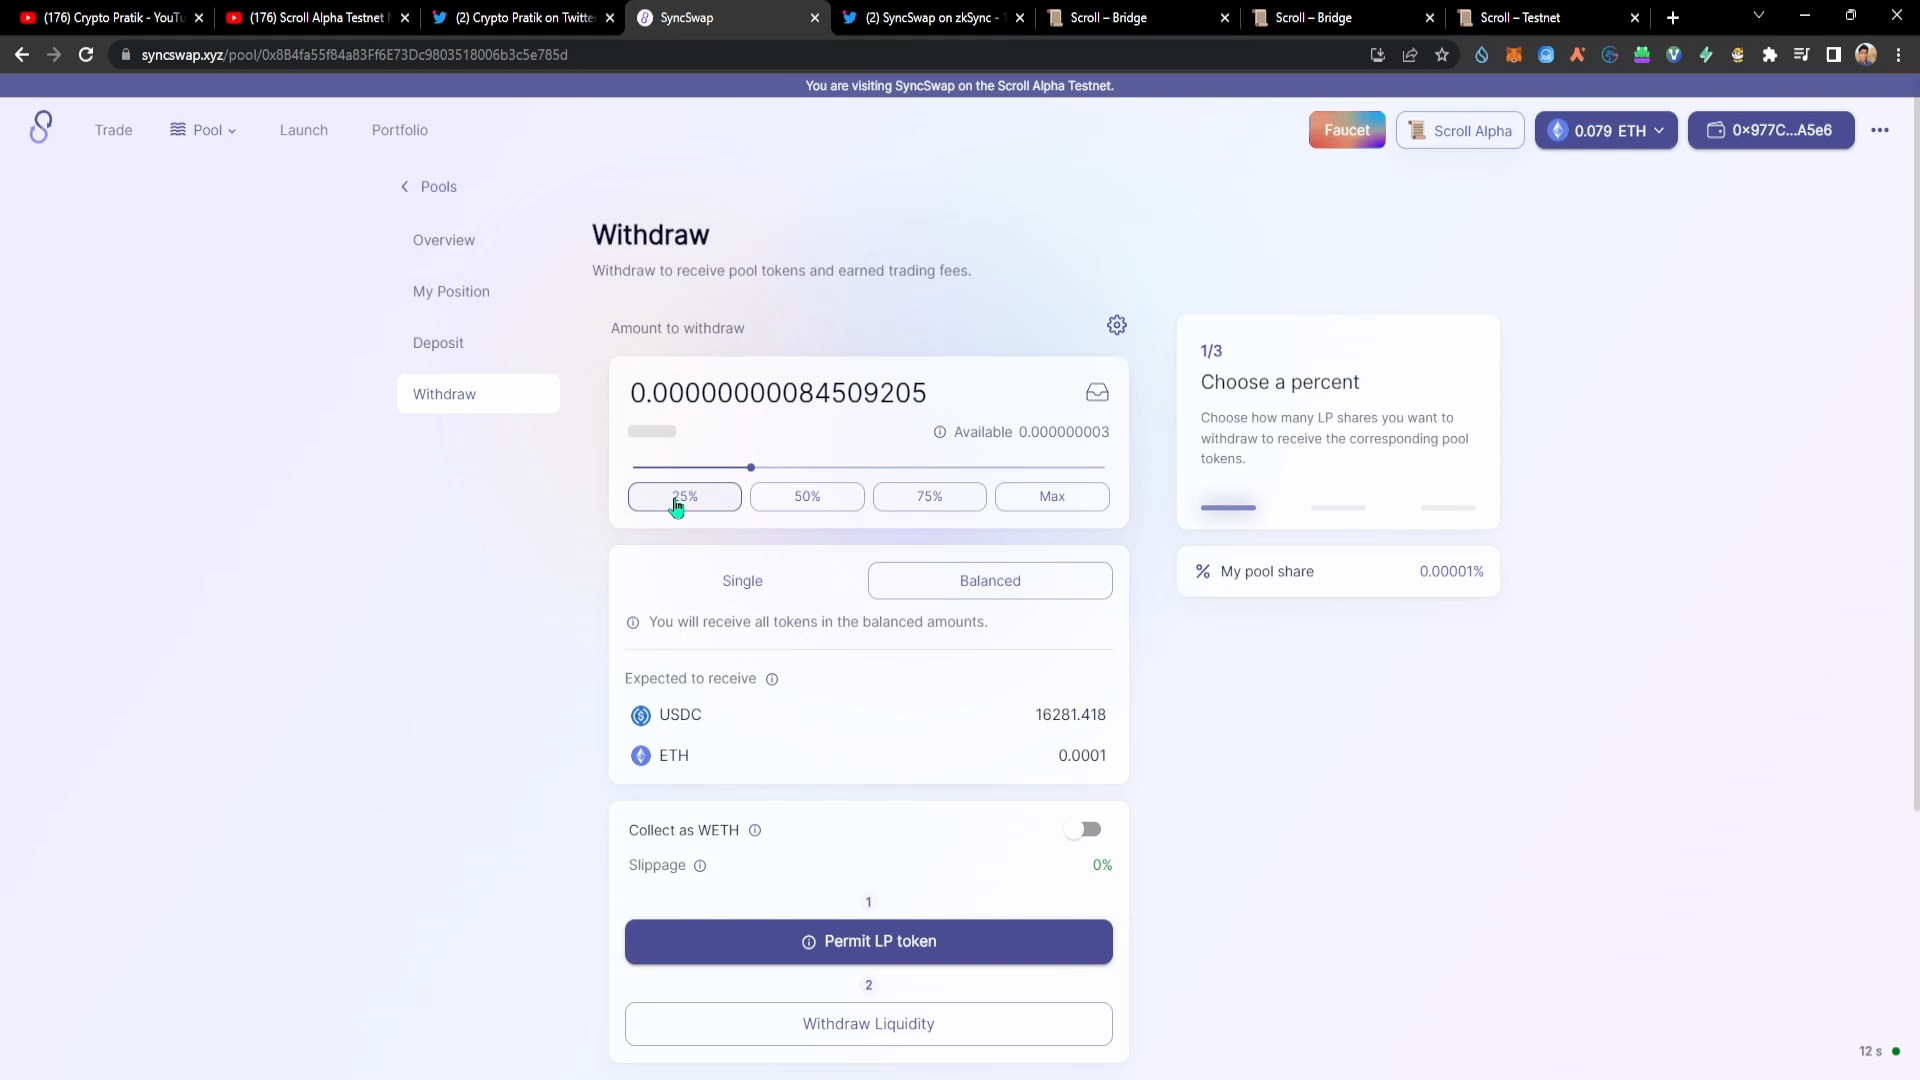 (176) Crypto Pratik - YouTu
(176) Scroll Alpha Testnet
(2) Crypto Pratik on Twitte
SyncSwap
(2) SyncSwap on zkSync -
Scroll – Bridge
Scroll – Bridge
Scroll – Testnet
syncswap.xyz/pool/0x8B4fa55f84a83Ff6E73Dc9803518006b3c5e785d
You are visiting SyncSwap on the Scroll Alpha Testnet.
Trade
Pool
Launch
Portfolio
Faucet
Scroll Alpha
0.079 ETH
0×977C...A5e6
Pools
Overview
My Position
Deposit
Withdraw
Withdraw
Withdraw to receive pool tokens and earned trading fees.
Amount to withdraw
0.00000000084509205
Available 0.000000003
25%
50%
75%
Max
Single
Balanced
You will receive all tokens in the balanced amounts.
Expected to receive
USDC
16281.418
ETH
0.0001
Collect as WETH
Slippage
0%
1
Permit LP token
2
Withdraw Liquidity
1/3
Choose a percent
Choose how many LP shares you want to
withdraw to receive the corresponding pool
tokens.
% My pool share
0.00001%
12 s